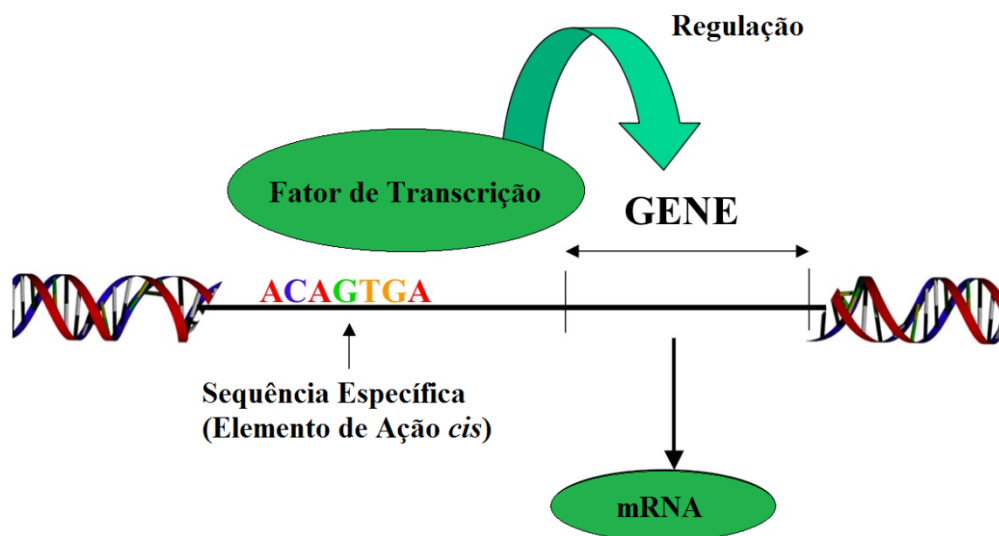 Regulação
Fator de Transcrição
GENE
ACAGTGA
Sequência Específica
(Elemento de Ação cis)
mRNA